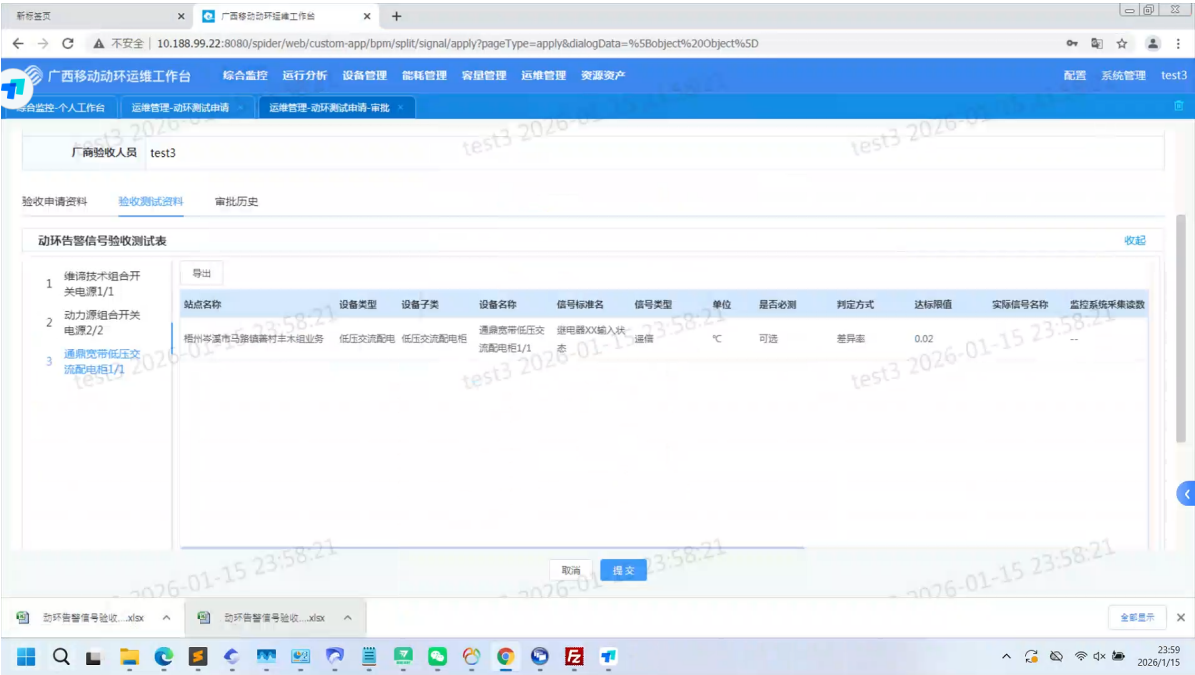 新标签页
广西移动动环运维工作台
不安全 | 10.188.99.22:8080/spider/web/custom-app/bpm/split/signal/apply?pageType=apply&dialogData=%5Bobject%20Object%5D
广西移动动环运维工作台 综合监控 运行分析 设备管理 能耗管理 容量管理 运维管理 资源资产 配置 系统管理 test3
综合监控-个人工作台 运维管理-动环测试申请 运维管理-动环测试申请-审批
厂商验收人员 test3
验收申请资料 验收测试资料 审批历史
动环告警信号验收测试表 收起
1 维谛技术组合开
关电源1/1
2 动力源组合开关
电源2/2
3 通鼎宽带低压交
流配电柜1/1
导出
站点名称 设备类型 设备子类 设备名称 信号标准名 信号类型 单位 是否必测 判定方式 达标限值 实际信号名称 监控系统采集读数
梧州岑溪市马路镇善村丰木组业务 低压交流配电 低压交流配电柜 通鼎宽带低压交 继电器XX输入状 遥信 ℃ 可选 差异率 0.02 --
流配电柜1/1 态
取消 提交
动环告警信号验收....xlsx 动环告警信号验收....xlsx 全部显示
23:59
2026/1/15
test3 2026-01-15 23:58:21